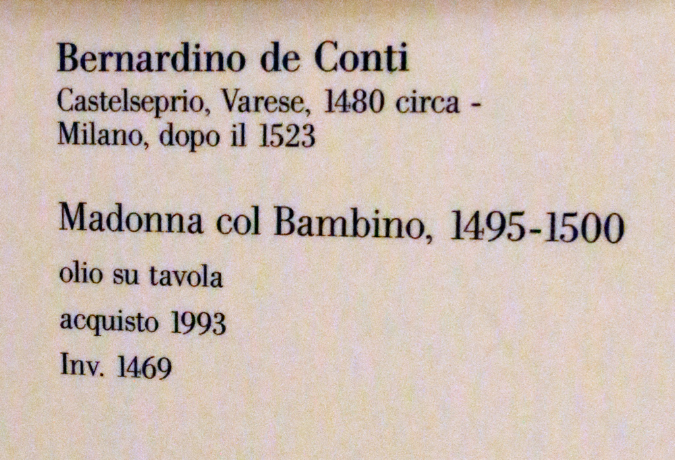 Bernardino de Conti
Castelseprio, Varese, 1480 circa -
Milano, dopo il 1523
Madonna col Bambino, 1495-1500
olio su tavola
acquisto 1993
Inv. 1469